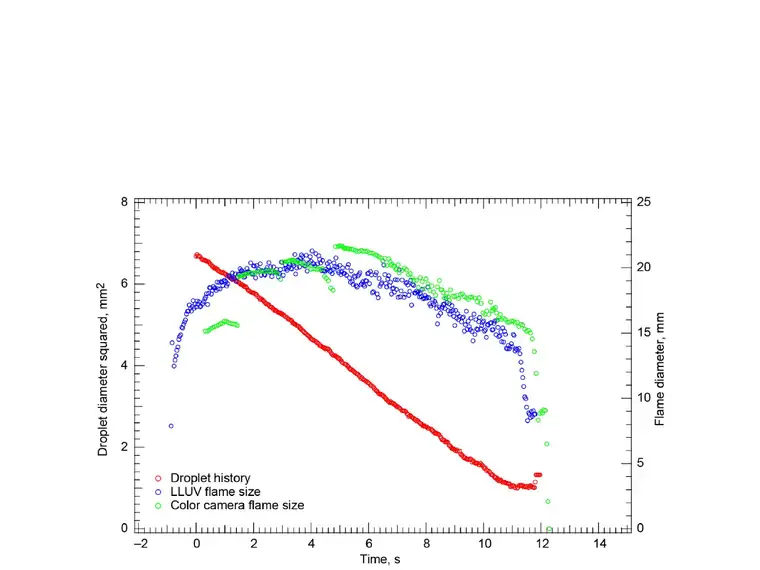 8
6
4
2
0
Droplet diameter squared, mm2
25
20
15
10
5
0
Flame diameter, mm
Droplet history
LLUV flame size
Color camera flame size
–2 0 2 4 6 8 10 12 14
Time, s